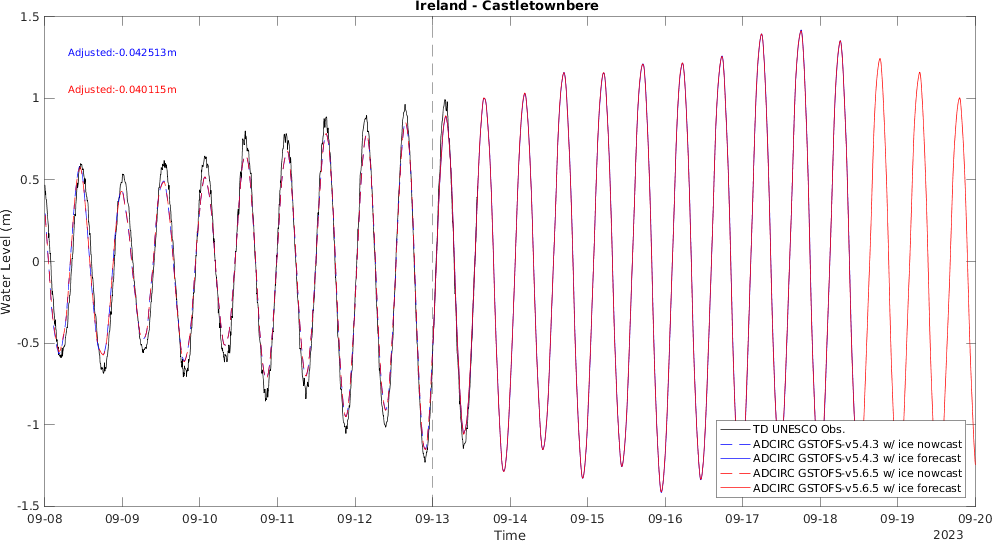 Ireland - Castletownbere
Adjusted:-0.042513m
Adjusted:-0.040115m
Water Level (m)
1.5
1
0.5
0
-0.5
-1
-1.5
TD UNESCO Obs.
ADCIRC GSTOFS-v5.4.3 w/ ice nowcast
ADCIRC GSTOFS-v5.4.3 w/ ice forecast
ADCIRC GSTOFS-v5.6.5 w/ ice nowcast
ADCIRC GSTOFS-v5.6.5 w/ ice forecast
09-08 09-09 09-10 09-11 09-12 09-13 09-14 09-15 09-16 09-17 09-18 09-19 09-20
Time
2023